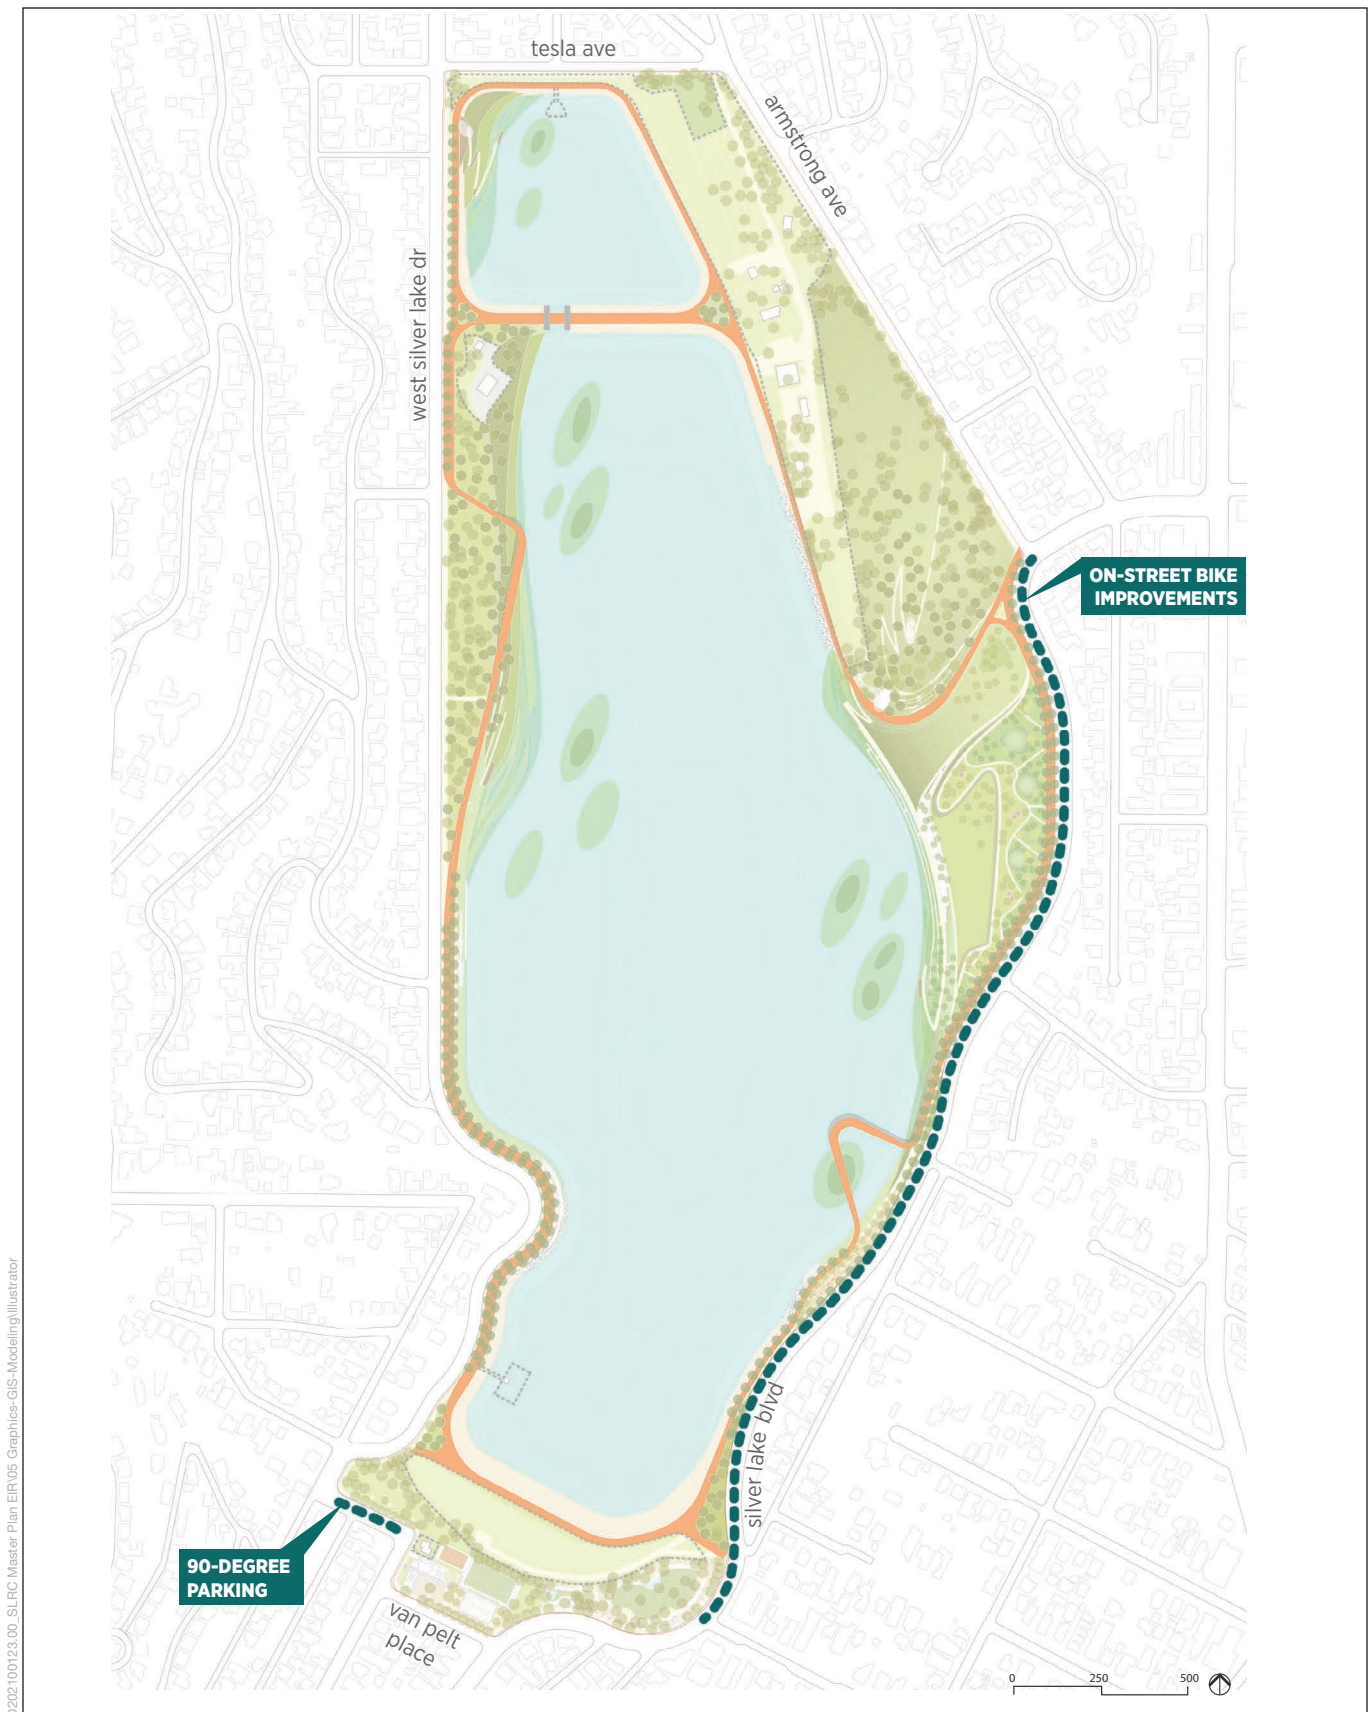 tesla ave
armstrong ave
west silver lake dr
ON-STREET BIKE
IMPROVEMENTS
silver lake blvd
90-DEGREE
PARKING
van pelt
place
0 250 500
202100123.00_SLRC Master Plan EIR\05 Graphics-GIS-Modeling\Illustrator